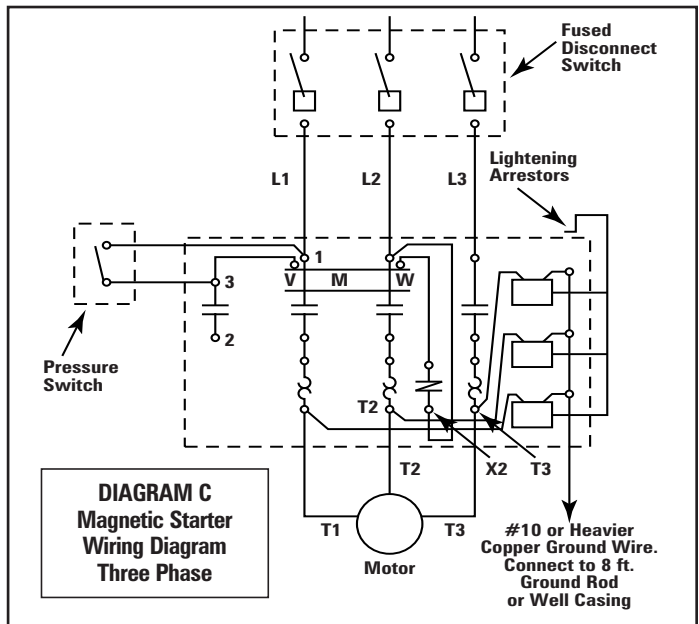 Fused
Disconnect
Switch
Lightening
Arrestors
L1
L2
L3
1
3
V
M
W
2
Pressure
Switch
T2
T2
X2
T3
T1
T3
Motor
DIAGRAM C
Magnetic Starter
Wiring Diagram
Three Phase
#10 or Heavier
Copper Ground Wire.
Connect to 8 ft.
Ground Rod
or Well Casing